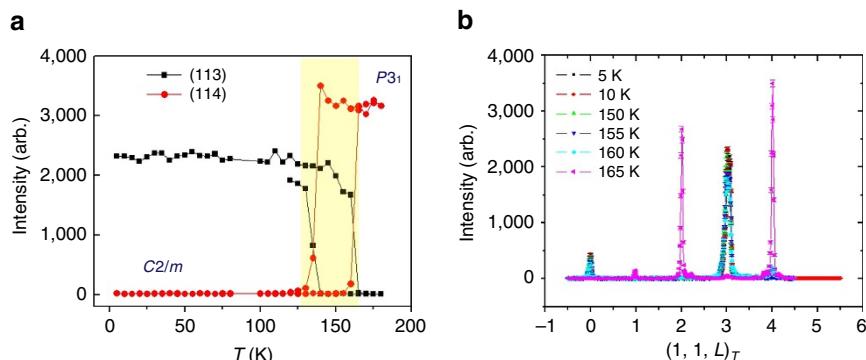 a
Intensity (arb.)
4,000
3,000
2,000
1,000
0
(113)
(114)
P3₁
C2/m
0
50
100
150
200
T (K)
b
Intensity (arb.)
4,000
3,000
2,000
1,000
0
5 K
10 K
150 K
155 K
160 K
165 K
−1
0
1
2
3
4
5
6
(1, 1, L)T